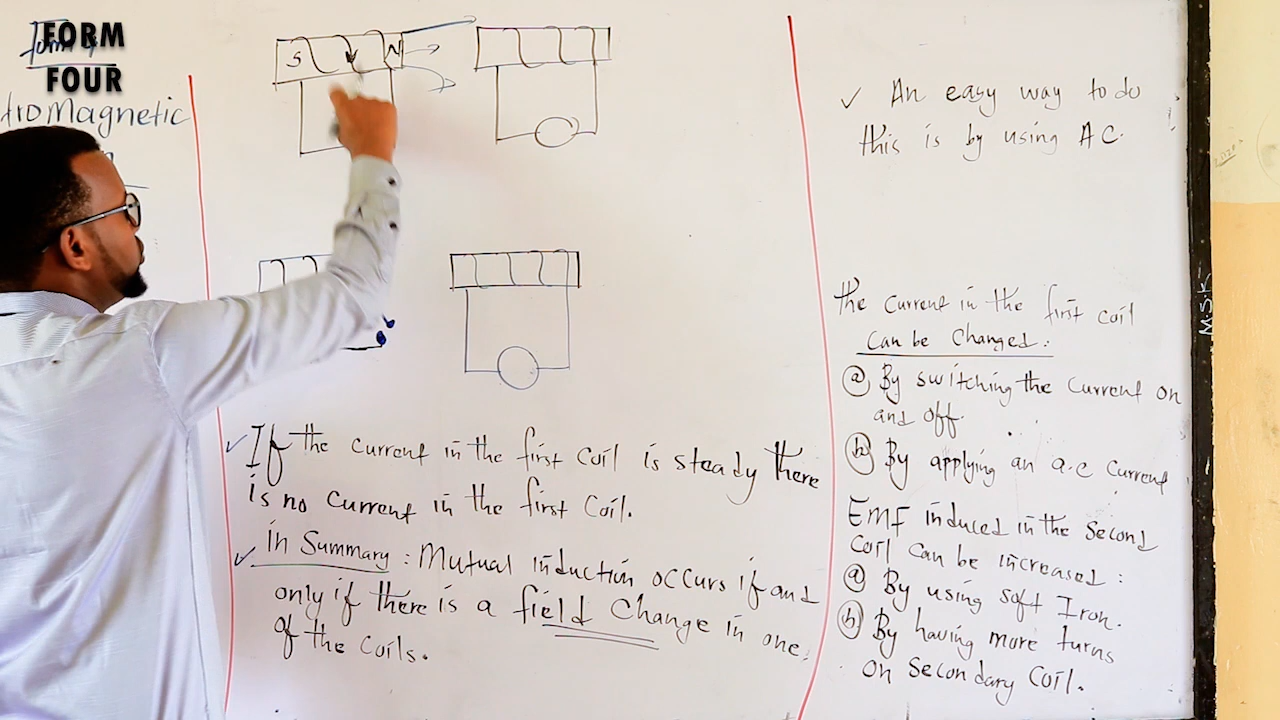 FORM
FOUR
Magnetic
S
N
✓ An easy way to do
this is by using AC.
the current in the first coil
can be changed:
ⓐ By switching the current on
and off.
ⓑ By applying an a.c current
EMF induced in the second
coil can be increased:
ⓐ By using soft Iron.
ⓑ By having more turns
on secondary coil.
✓ If the current in the first coil is steady there
is no current in the first coil.
✓ in Summary: Mutual induction occurs if and
only if there is a field change in one
of the coils.
M.S.K